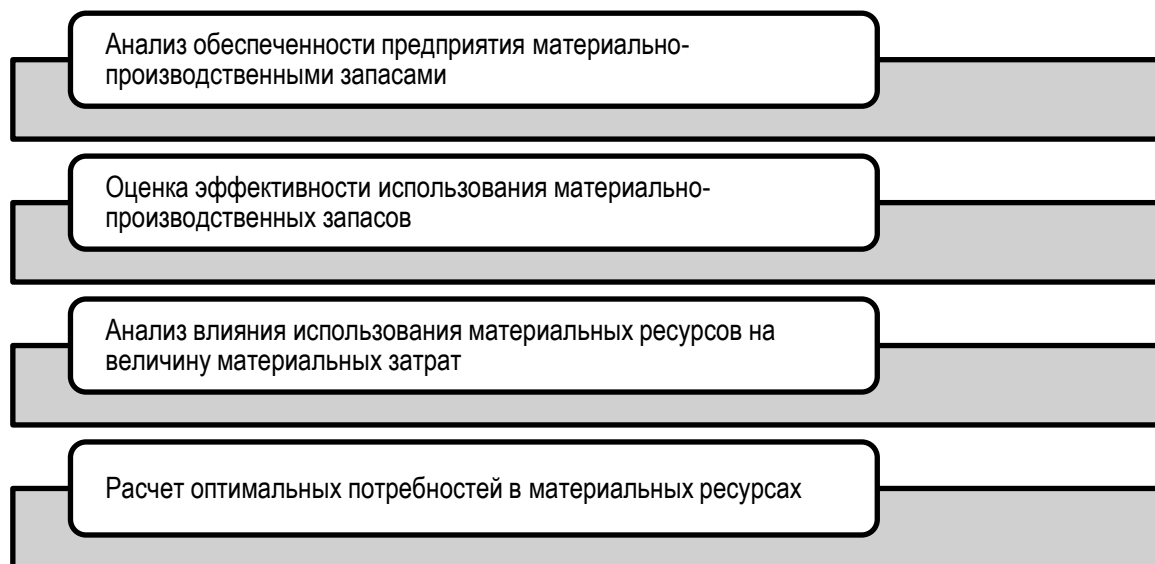 Анализ обеспеченности предприятия материально-
производственными запасами
Оценка эффективности использования материально-
производственных запасов
Анализ влияния использования материальных ресурсов на
величину материальных затрат
Расчет оптимальных потребностей в материальных ресурсах